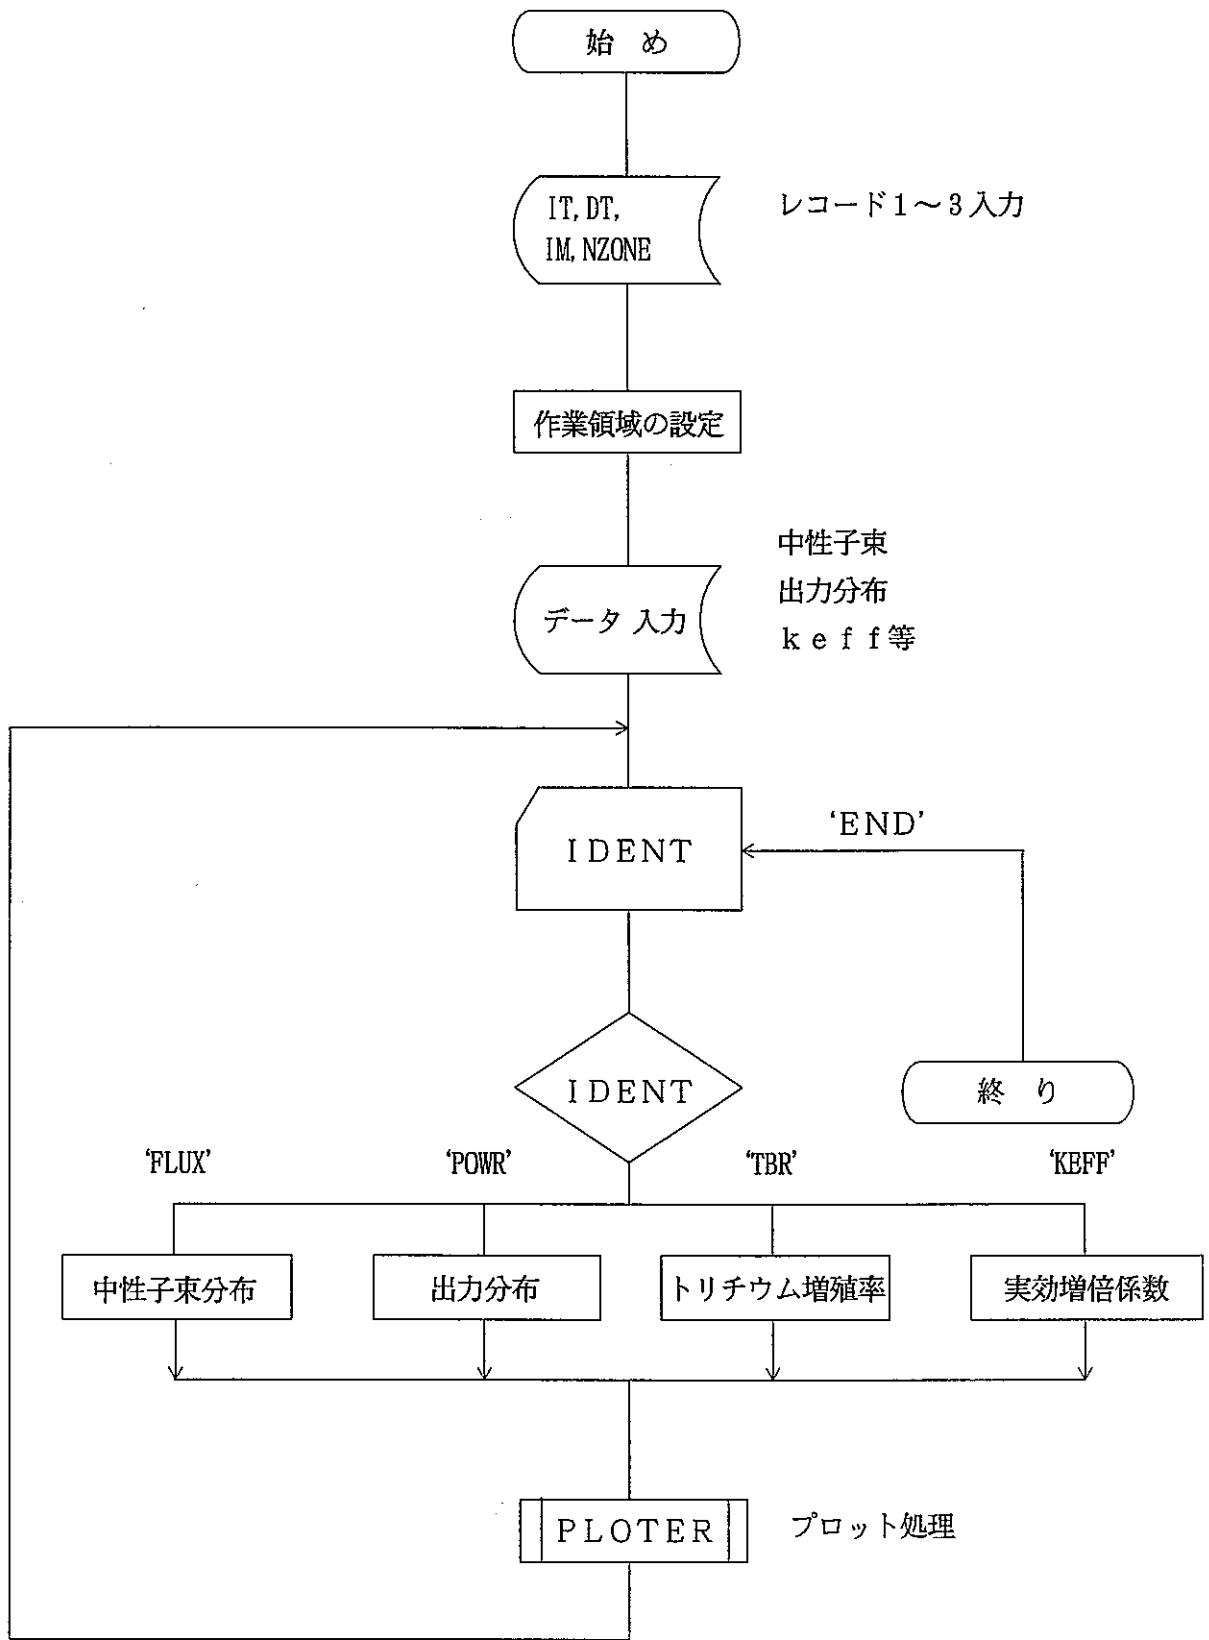 始 め
IT, DT,
IM, NZONE
レコード1～3入力
作業領域の設定
中性子束
出力分布
keff等
データ 入力
IDENT
'END'
IDENT
終 り
'FLUX'
'POWR'
'TBR'
'KEFF'
中性子束分布
出力分布
トリチウム増殖率
実効増倍係数
PLOTER
プロット処理